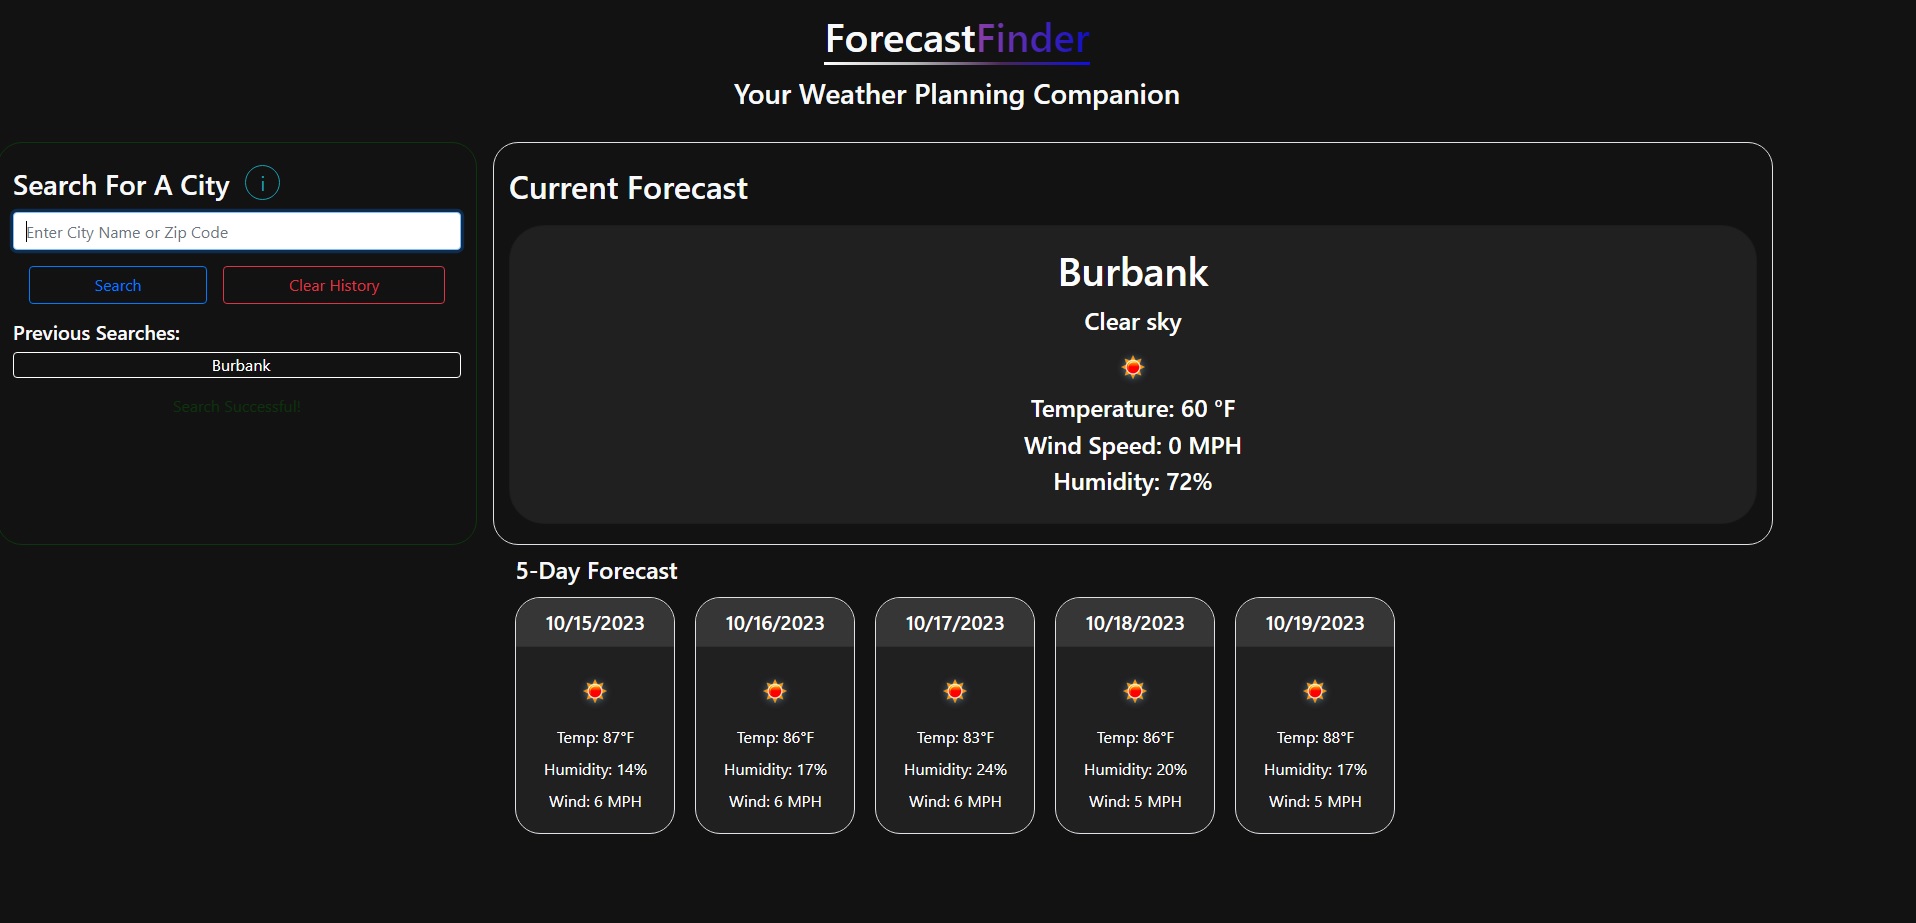 ForecastFinder
Your Weather Planning Companion
Search For A City i
Enter City Name or Zip Code
Search Clear History
Previous Searches:
Burbank
Search Successful!
Current Forecast
Burbank
Clear sky
Temperature: 60 °F
Wind Speed: 0 MPH
Humidity: 72%
5-Day Forecast
10/15/2023
Temp: 87°F
Humidity: 14%
Wind: 6 MPH
10/16/2023
Temp: 86°F
Humidity: 17%
Wind: 6 MPH
10/17/2023
Temp: 83°F
Humidity: 24%
Wind: 6 MPH
10/18/2023
Temp: 86°F
Humidity: 20%
Wind: 5 MPH
10/19/2023
Temp: 88°F
Humidity: 17%
Wind: 5 MPH